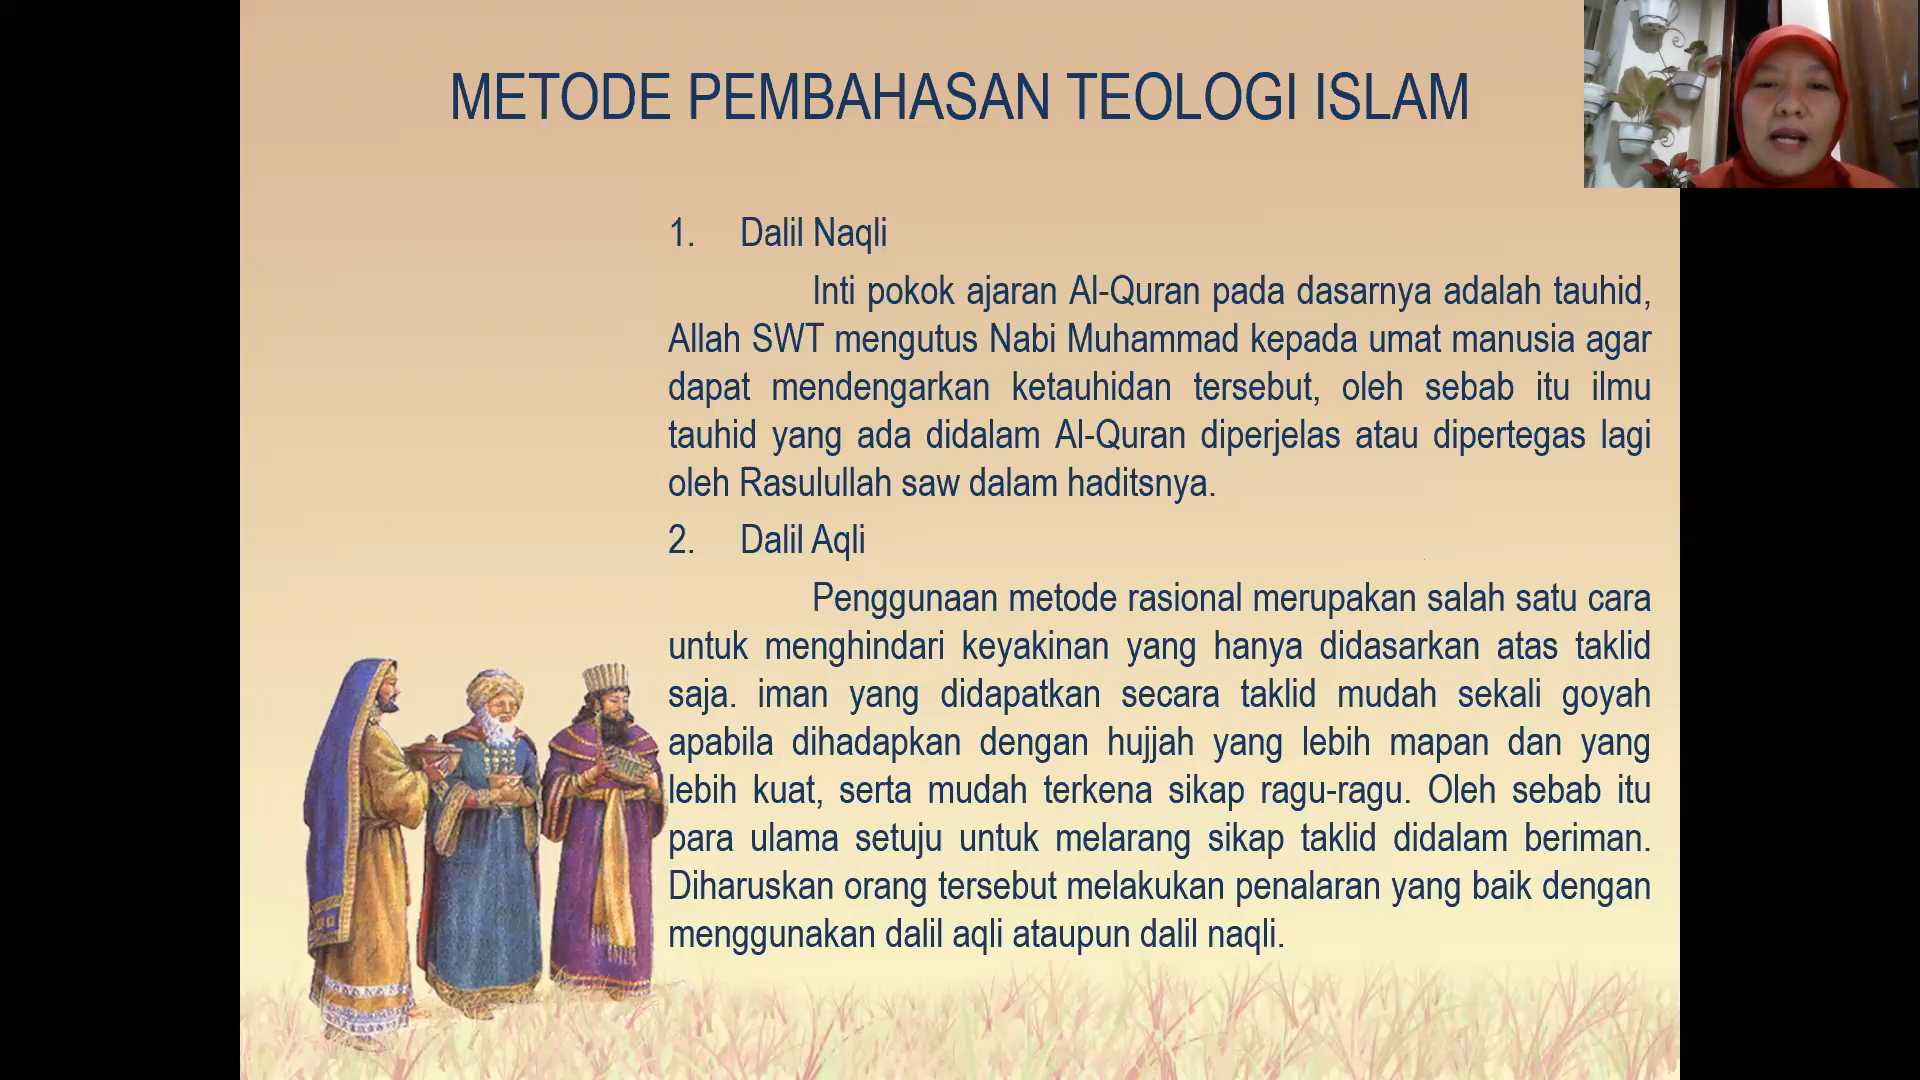 METODE PEMBAHASAN TEOLOGI ISLAM
1. Dalil Naqli
Inti pokok ajaran Al-Quran pada dasarnya adalah tauhid,
Allah SWT mengutus Nabi Muhammad kepada umat manusia agar
dapat mendengarkan ketauhidan tersebut, oleh sebab itu ilmu
tauhid yang ada didalam Al-Quran diperjelas atau dipertegas lagi
oleh Rasulullah saw dalam haditsnya.
2. Dalil Aqli
Penggunaan metode rasional merupakan salah satu cara
untuk menghindari keyakinan yang hanya didasarkan atas taklid
saja. iman yang didapatkan secara taklid mudah sekali goyah
apabila dihadapkan dengan hujjah yang lebih mapan dan yang
lebih kuat, serta mudah terkena sikap ragu-ragu. Oleh sebab itu
para ulama setuju untuk melarang sikap taklid didalam beriman.
Diharuskan orang tersebut melakukan penalaran yang baik dengan
menggunakan dalil aqli ataupun dalil naqli.